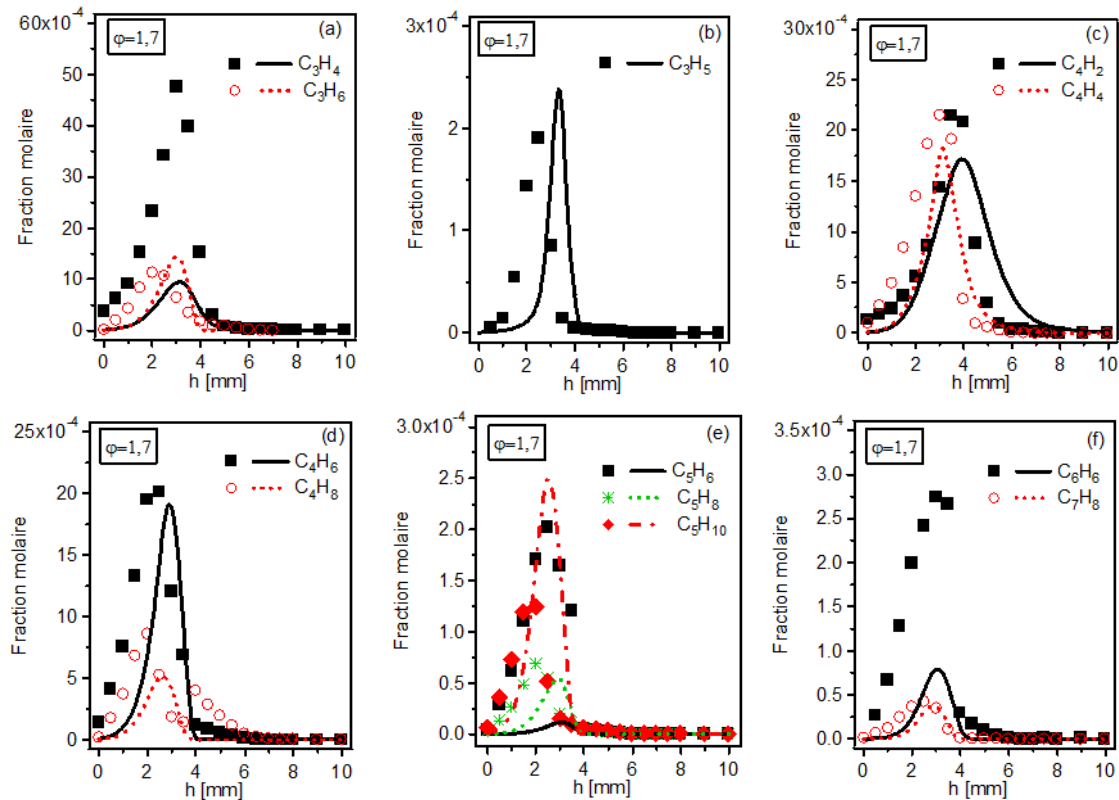 60x10⁻⁴
φ=1,7
(a)
C₃H₄
C₃H₆
50
40
30
20
10
0
Fraction molaire
0 2 4 6 8 10
h [mm]
3x10⁻⁴
φ=1,7
(b)
C₃H₅
2
1
0
Fraction molaire
0 2 4 6 8 10
h [mm]
30x10⁻⁴
φ=1,7
(c)
C₄H₂
C₄H₄
25
20
15
10
5
0
Fraction molaire
0 2 4 6 8 10
h [mm]
25x10⁻⁴
φ=1,7
(d)
C₄H₆
C₄H₈
20
15
10
5
0
Fraction molaire
0 2 4 6 8 10
h [mm]
3.0x10⁻⁴
φ=1,7
(e)
C₅H₆
C₅H₈
C₅H₁₀
2.5
2.0
1.5
1.0
0.5
0.0
Fraction molaire
0 2 4 6 8 10
h [mm]
3.5x10⁻⁴
φ=1,7
(f)
C₆H₆
C₇H₈
3.0
2.5
2.0
1.5
1.0
0.5
0.0
Fraction molaire
0 2 4 6 8 10
h [mm]